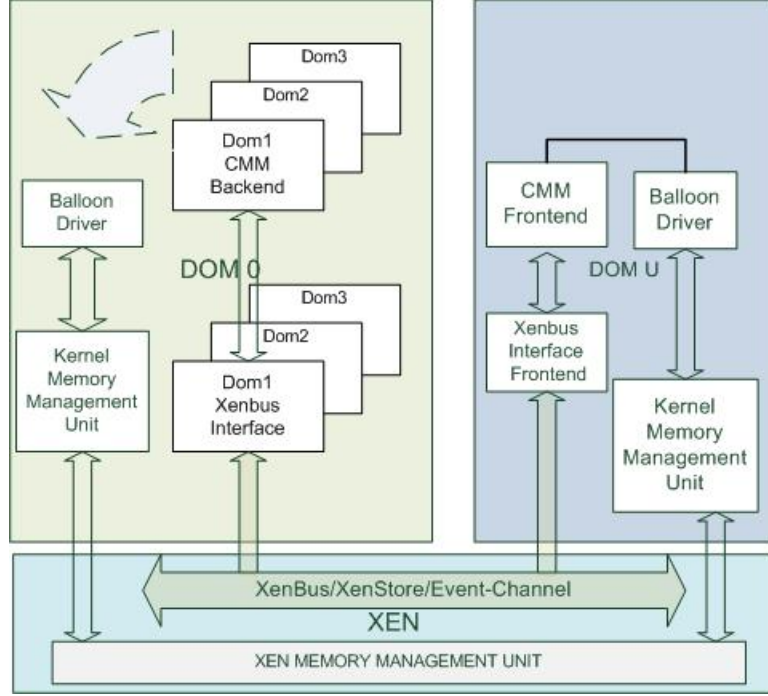 Dom3
Dom2
Dom1
CMM
Backend
Balloon
Driver
DOM 0
Kernel
Memory
Management
Unit
Dom3
Dom2
Dom1
Xenbus
Interface
CMM
Frontend
Balloon
Driver
DOM U
Xenbus
Interface
Frontend
Kernel
Memory
Management
Unit
XenBus/XenStore/Event-Channel
XEN
XEN MEMORY MANAGEMENT UNIT